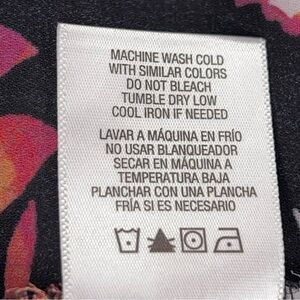 MACHINE WASH COLD
WITH SIMILAR COLORS
DO NOT BLEACH
TUMBLE DRY LOW
COOL IRON IF NEEDED
LAVAR A MÁQUINA EN FRÍO
NO USAR BLANQUEADOR
SECAR EN MÁQUINA A
TEMPERATURA BAJA
PLANCHAR CON UNA PLANCHA
FRÍA SI ES NECESARIO